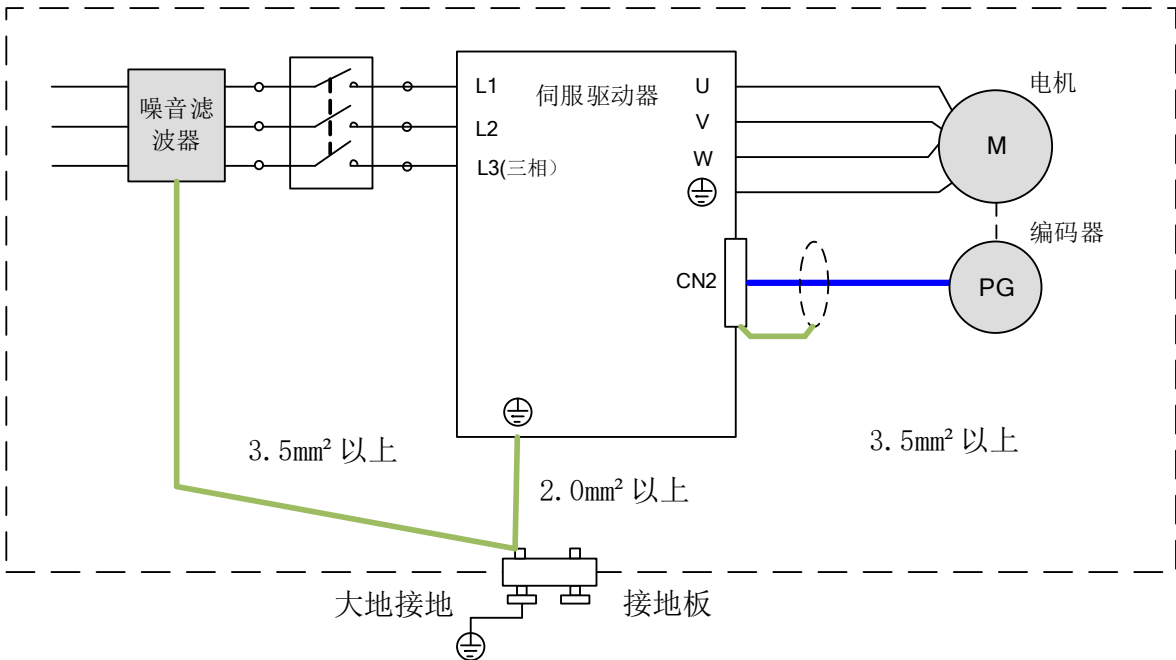 噪音滤
波器
L1
L2
L3(三相）
伺服驱动器
U
V
W
CN2
电机
M
编码器
PG
3.5mm² 以上
2.0mm² 以上
3.5mm² 以上
大地接地
接地板